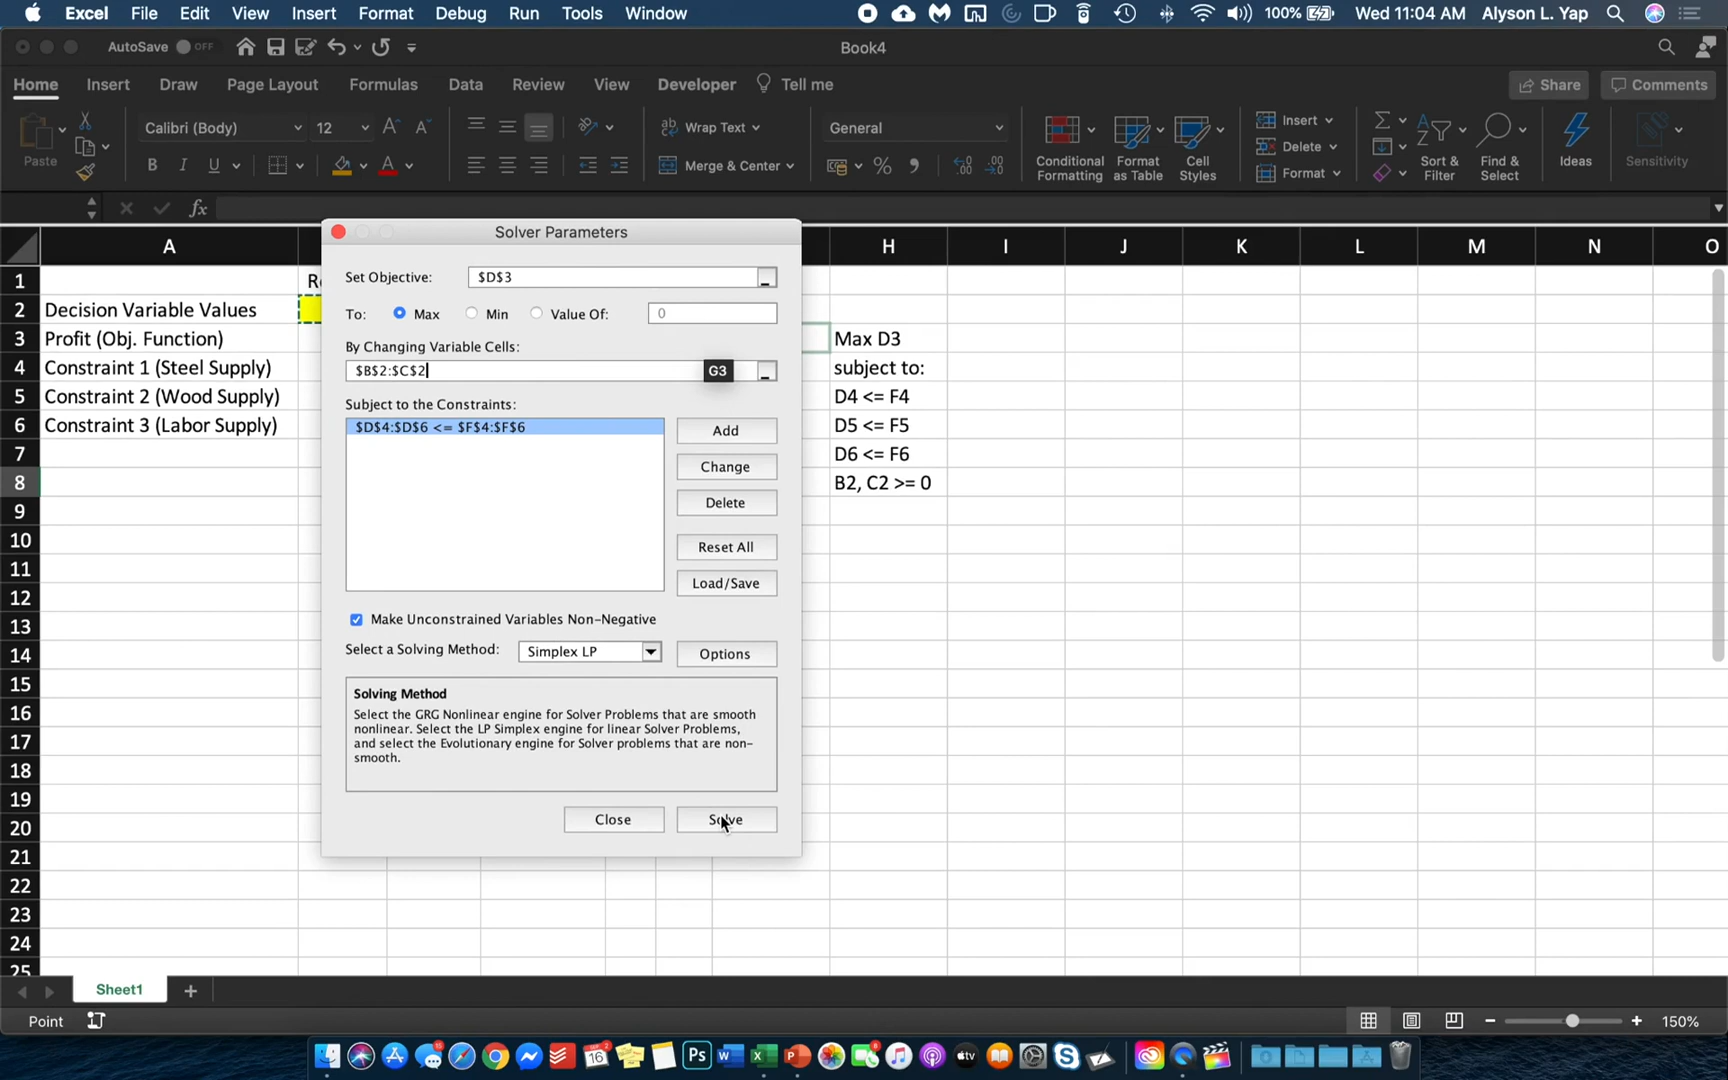 Excel File Edit View Insert Format Debug Run Tools Window 100% Wed 11:04 AM Alyson L. Yap
AutoSave OFF Book4
Home Insert Draw Page Layout Formulas Data Review View Developer Tell me Share Comments
Paste Calibri (Body) 12 A A Wrap Text General Conditional Formatting Format as Table Cell Styles Insert Sort & Filter Find & Select Ideas Sensitivity
B I U A Merge & Center % Delete
Format
fx
Solver Parameters
A H I J K L M N O
1 R
2 Decision Variable Values
3 Profit (Obj. Function) Max D3
4 Constraint 1 (Steel Supply) subject to:
5 Constraint 2 (Wood Supply) D4 <= F4
6 Constraint 3 (Labor Supply) D5 <= F5
7 D6 <= F6
8 B2, C2 >= 0
9
10
11
12
13
14
15
16
17
18
19
20
21
22
23
24
25
Set Objective: $D$3
To: Max Min Value Of: 0
By Changing Variable Cells:
$B$2:$C$2 G3
Subject to the Constraints:
$D$4:$D$6 <= $F$4:$F$6
Add
Change
Delete
Reset All
Load/Save
Make Unconstrained Variables Non-Negative
Select a Solving Method: Simplex LP Options
Solving Method
Select the GRG Nonlinear engine for Solver Problems that are smooth
nonlinear. Select the LP Simplex engine for linear Solver Problems,
and select the Evolutionary engine for Solver problems that are non-
smooth.
Close Solve
Sheet1 +
Point 150%
SEP 16 2 Ps W X P tv S